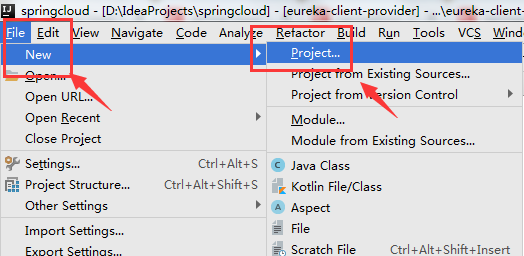 springcloud - [D:\IdeaProjects\springcloud] - [eureka-client-provider] - ...\eureka-client-
File Edit View Navigate Code Analyze Refactor Build Run Tools VCS Windo
New
Open...
Open URL...
Open Recent
Close Project
Settings... Ctrl+Alt+S
Project Structure... Ctrl+Alt+Shift+S
Other Settings
Import Settings...
Export Settings...
Project...
Project from Existing Sources...
Project from Version Control
Module...
Module from Existing Sources...
Java Class
Kotlin File/Class
Aspect
File
Scratch File Ctrl+Alt+Shift+Insert